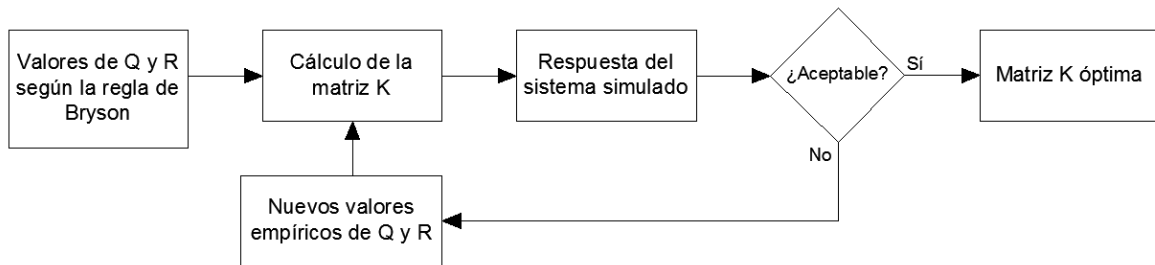 Valores de Q y R
según la regla de
Bryson
Cálculo de la
matriz K
Respuesta del
sistema simulado
¿Aceptable?
Sí
Matriz K óptima
No
Nuevos valores
empíricos de Q y R